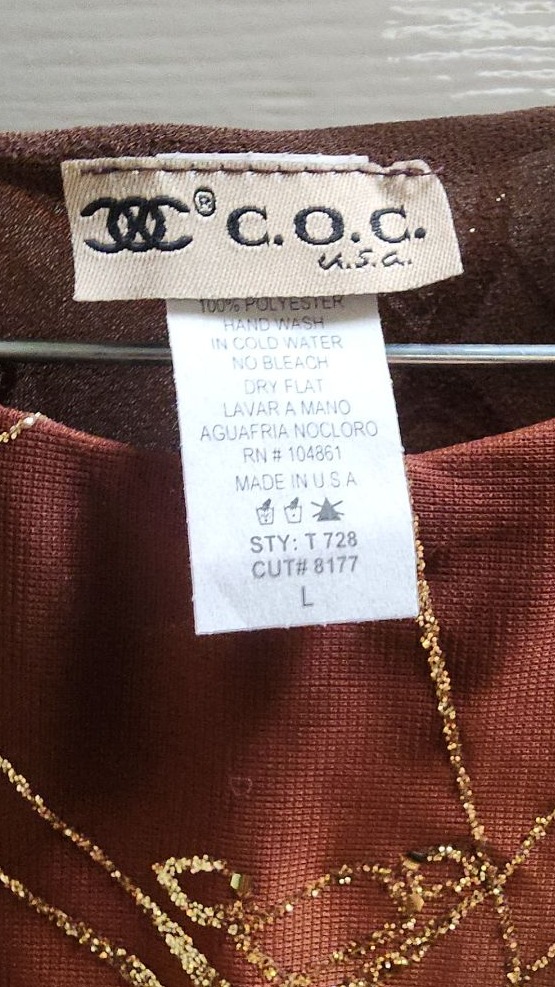 ® C.O.C.
u.s.a.
100% POLYESTER
HAND WASH
IN COLD WATER
NO BLEACH
DRY FLAT
LAVAR A MANO
AGUAFRIA NOCLORO
RN # 104861
MADE IN U S A
STY: T 728
CUT# 8177
L